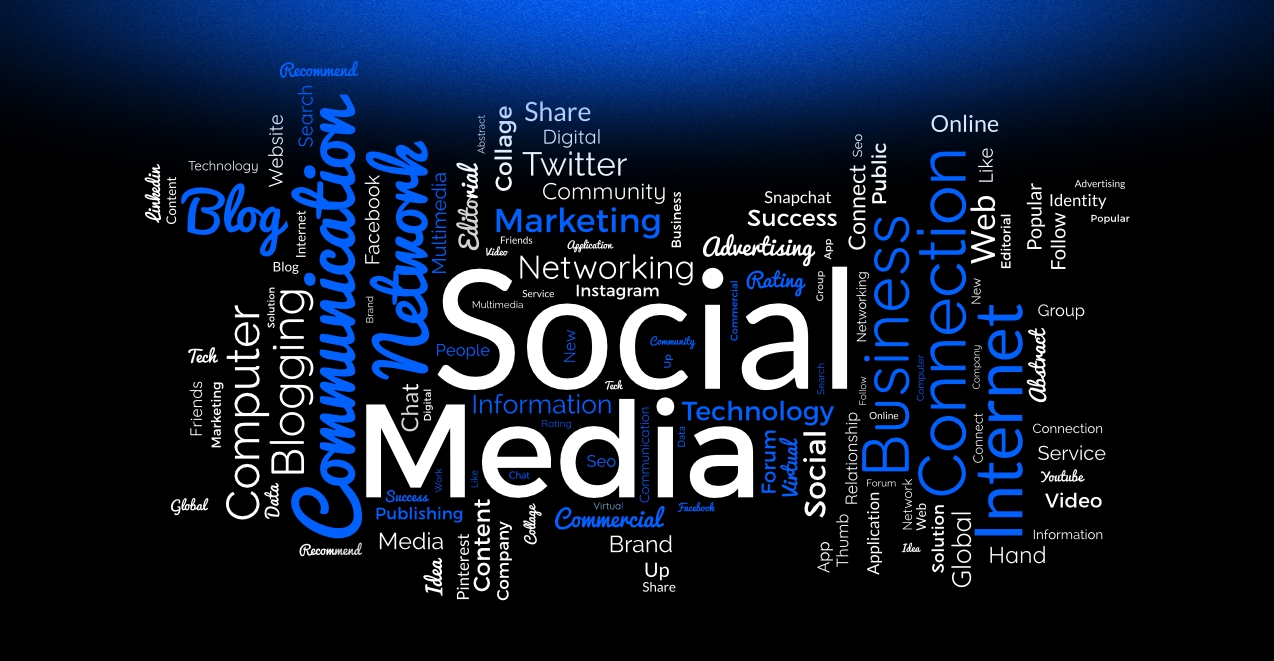 Recommend
Search
Website
Technology
Linkedin
Content
Blog
Internet
Blog
Communication
Facebook
Network
Multimedia
Editorial
Abstract
Collage
Share
Digital
Twitter
Community
Marketing
Business
Friends
Video
Application
Networking
Instagram
Service
Multimedia
Snapchat
Success
Advertising
App
Connect
Seo
Public
Online
Like
Web
Editorial
Popular
Follow
Advertising
Identity
Popular
Rating
Group
Commercial
Networking
Business
Connection
New
Internet
Group
Abstract
Solution
Brand
Computer
Blogging
Tech
Friends
Marketing
Global
Data
Recommend
Social
People
New
Community
Up
Tech
Search
Follow
Computer
Company
Chat
Digital
Information
Rating
Technology
Media
Communication
Data
Seo
Chat
Like
Work
Success
Publishing
Forum
Virtual
Social
Relationship
Online
Forum
Connect
Connection
Service
Youtube
Video
Information
Hand
Media
Idea
Pinterest
Content
Company
Collage
Virtual
Commercial
Facebook
Brand
Up
Share
App
Thumb
Application
Network
Web
Idea
Solution
Global